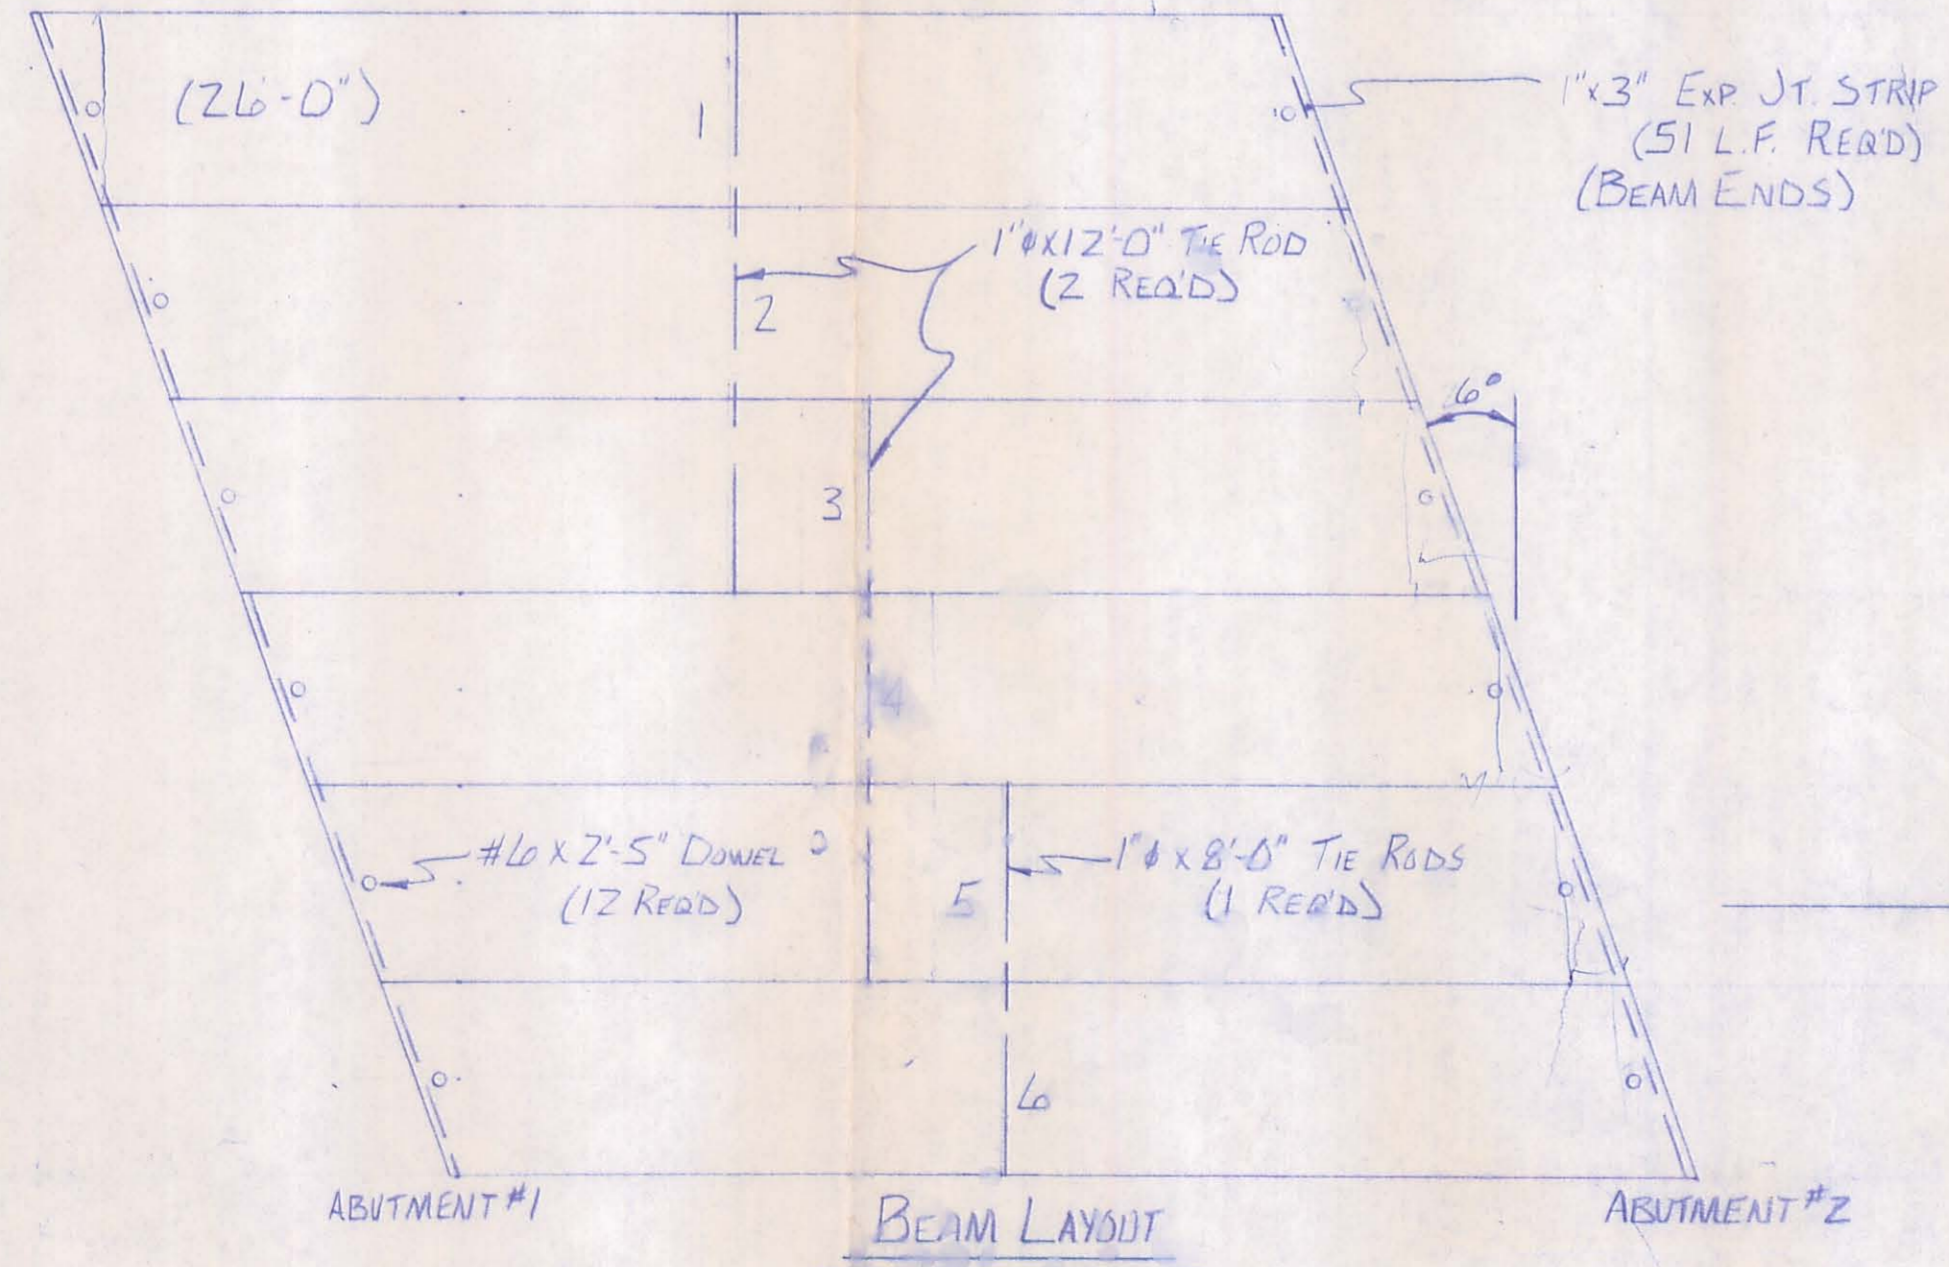 (26'-0")
1
1"x3" EXP. JT. STRIP
(51 L.F. REQ'D)
(BEAM ENDS)
1"φx12'-0" TIE ROD
(2 REQ'D)
2
6°
3
4
#6 x 2'-5" DOWEL
(12 REQ'D)
5
1"φ x 8'-0" TIE RODS
(1 REQ'D)
6
ABUTMENT #1
BEAM LAYOUT
ABUTMENT #2